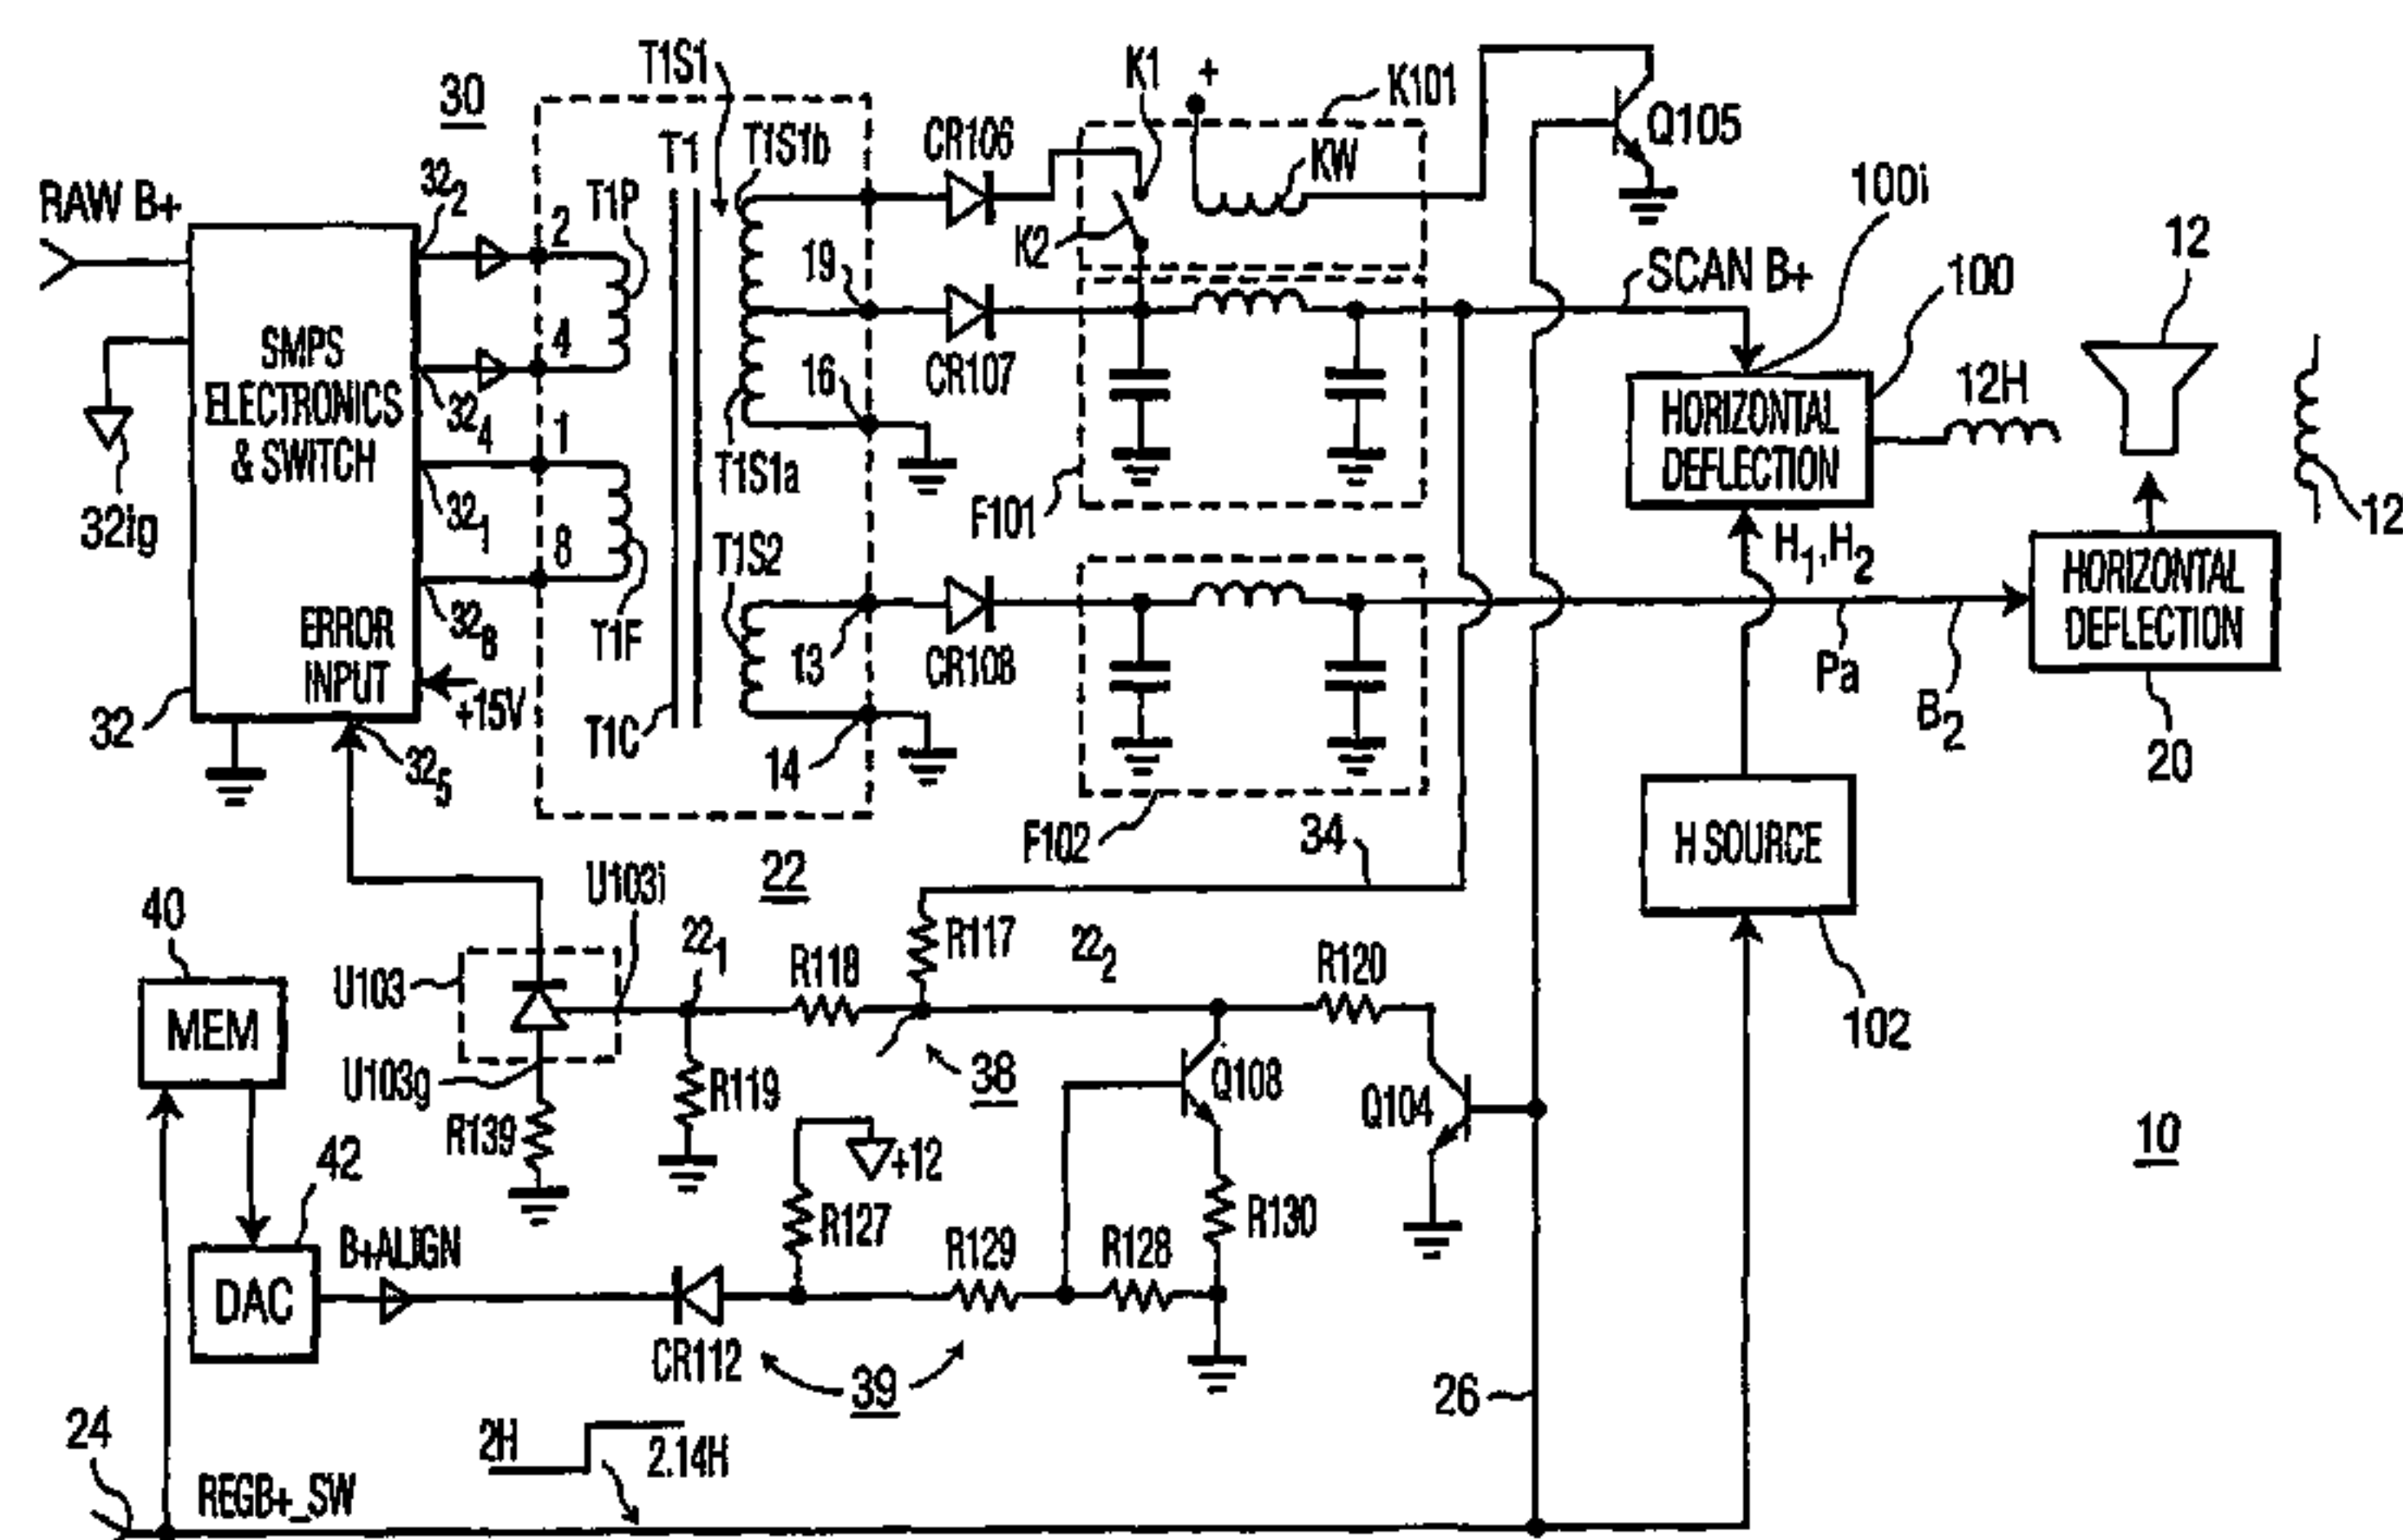 T1S1
K1
+
K101
30
T1
T1S1b
CR106
KW
Q105
100i
RAW B+
32₂
2
T1P
K2
19
SCAN B+
100
12
SMPS
ELECTRONICS
& SWITCH
4
32₄
16
CR107
12H
HORIZONTAL
DEFLECTION
1
T1S1a
32ig
32₁
F101
12
8
T1S2
H₁,H₂
HORIZONTAL
DEFLECTION
ERROR
INPUT
32₈
T1F
13
CR108
Pa
B₂
+15V
32
T1C
14
20
32₅
F102
34
H SOURCE
22
U103i
40
22₁
R118
R117
22₂
R120
U103
MEM
102
U103g
R119
38
Q108
Q104
R139
10
42
+12
R127
R130
B+ALIGN
R129
R128
DAC
CR112
39
26
24
2H
2.14H
REGB+_SW